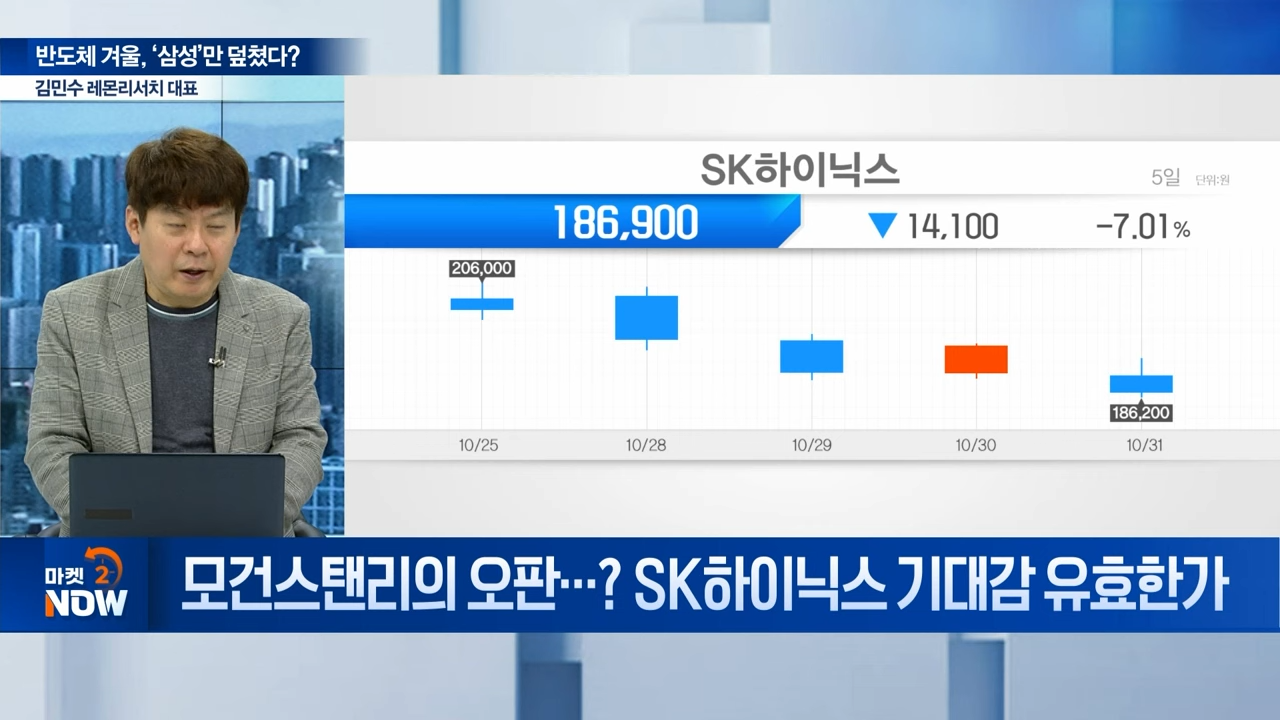 반도체 겨울, ‘삼성’만 덮쳤다?
김민수 레몬리서치 대표
SK하이닉스
5일 단위:원
186,900 ▼ 14,100 -7.01%
206,000
186,200
10/25 10/28 10/29 10/30 10/31
마켓 2
NOW
모건스탠리의 오판…? SK하이닉스 기대감 유효한가